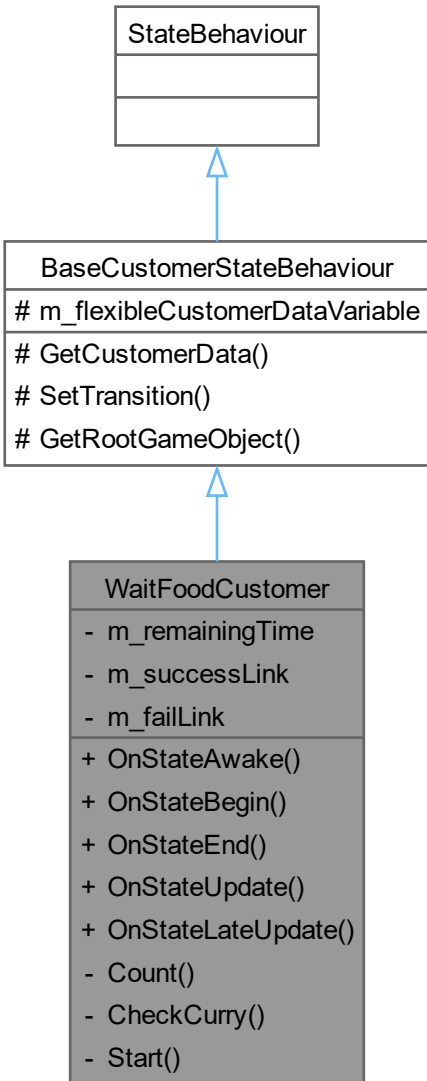 StateBehaviour
BaseCustomerStateBehaviour
# m_flexibleCustomerDataVariable
# GetCustomerData()
# SetTransition()
# GetRootGameObject()
WaitFoodCustomer
- m_remainingTime
- m_successLink
- m_failLink
+ OnStateAwake()
+ OnStateBegin()
+ OnStateEnd()
+ OnStateUpdate()
+ OnStateLateUpdate()
- Count()
- CheckCurry()
- Start()